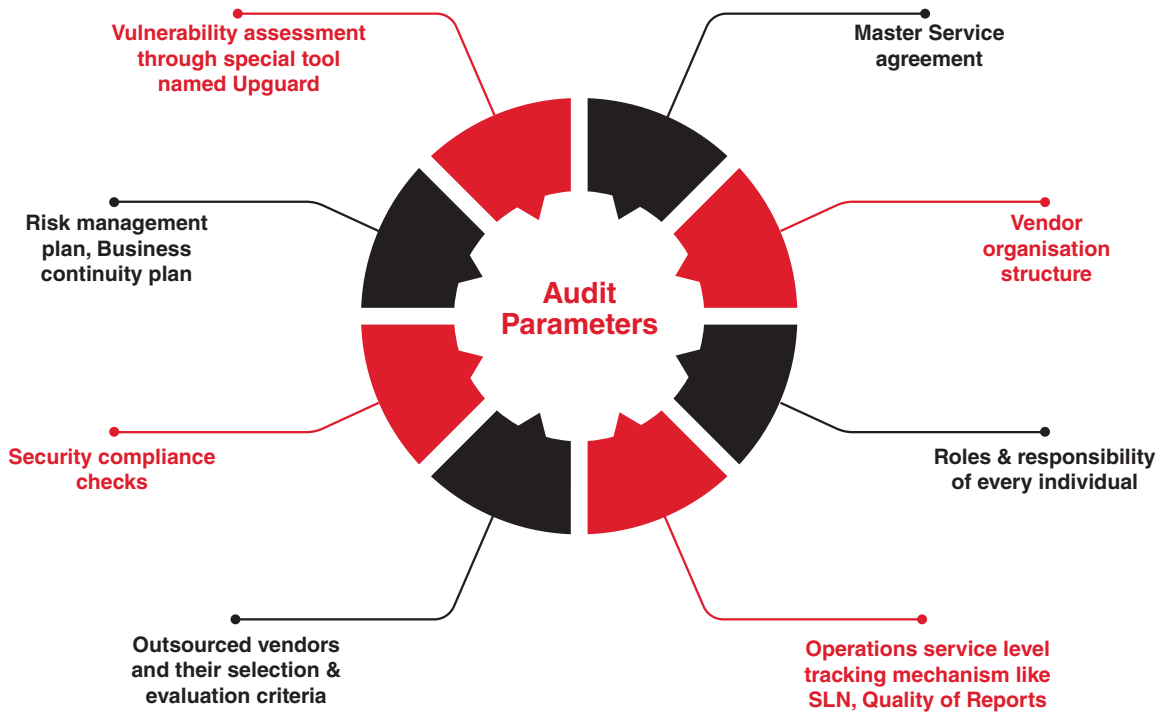 Vulnerability assessment
through special tool
named Upguard
Master Service
agreement
Risk management
plan, Business
continuity plan
Vendor
organisation
structure
Audit
Parameters
Security compliance
checks
Roles & responsibility
of every individual
Outsourced vendors
and their selection &
evaluation criteria
Operations service level
tracking mechanism like
SLN, Quality of Reports